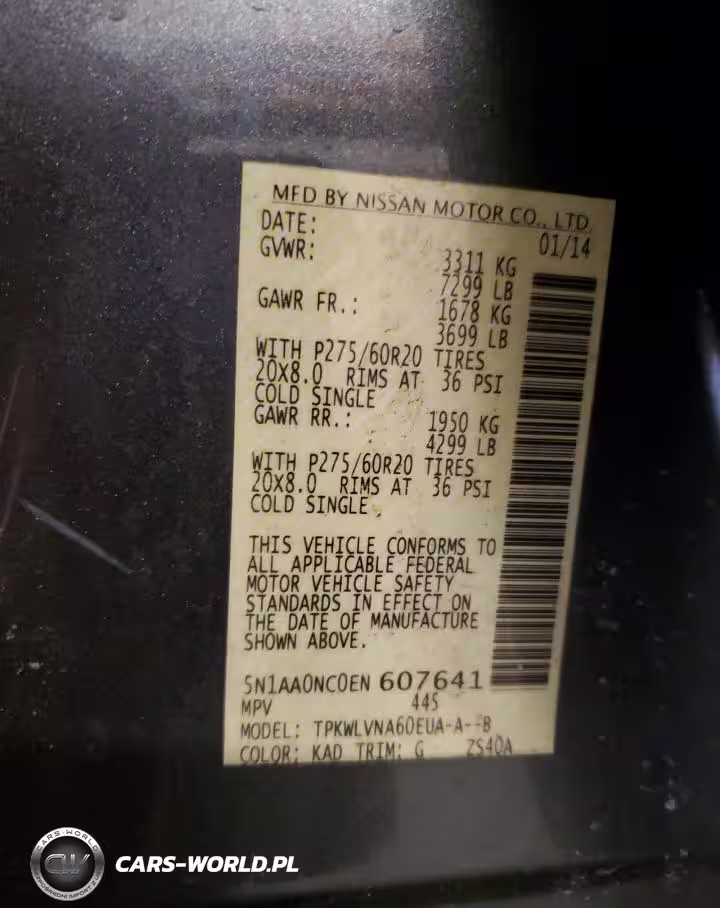 MFD BY NISSAN MOTOR CO., LTD.
DATE: 01/14
GVWR: 3311 KG
7299 LB
GAWR FR.: 1678 KG
3699 LB
WITH P275/60R20 TIRES
20X8.0 RIMS AT 36 PSI
COLD SINGLE
GAWR RR.: 1950 KG
4299 LB
WITH P275/60R20 TIRES
20X8.0 RIMS AT 36 PSI
COLD SINGLE
THIS VEHICLE CONFORMS TO
ALL APPLICABLE FEDERAL
MOTOR VEHICLE SAFETY
STANDARDS IN EFFECT ON
THE DATE OF MANUFACTURE
SHOWN ABOVE.
5N1AA0NC0EN 607641
MPV 445
MODEL: TPKWLVNA60EUA-A--B
COLOR: KAD TRIM: G ZS40A
CARS-WORLD
CW
CARS-WORLD.PL